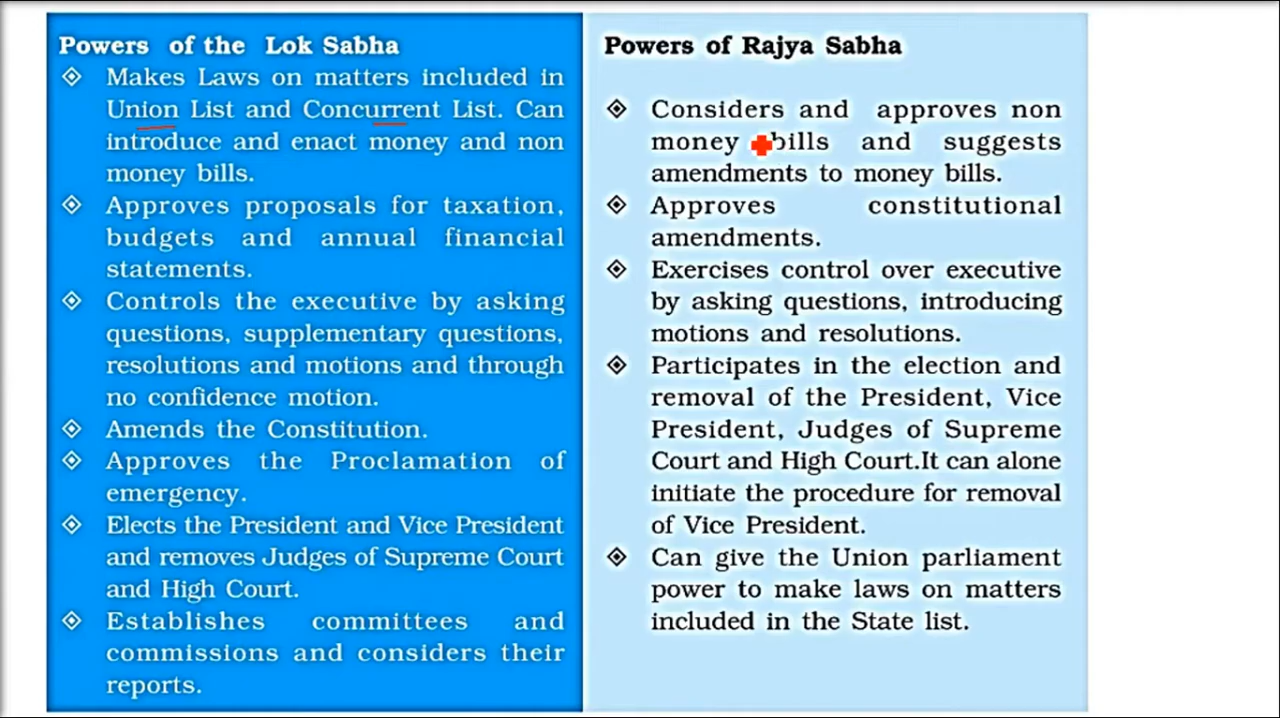 Powers of the Lok Sabha
Makes Laws on matters included in
Union List and Concurrent List. Can
introduce and enact money and non
money bills.
Approves proposals for taxation,
budgets and annual financial
statements.
Controls the executive by asking
questions, supplementary questions,
resolutions and motions and through
no confidence motion.
Amends the Constitution.
Approves the Proclamation of
emergency.
Elects the President and Vice President
and removes Judges of Supreme Court
and High Court.
Establishes committees and
commissions and considers their
reports.
Powers of Rajya Sabha
Considers and approves non
money bills and suggests
amendments to money bills.
Approves constitutional
amendments.
Exercises control over executive
by asking questions, introducing
motions and resolutions.
Participates in the election and
removal of the President, Vice
President, Judges of Supreme
Court and High Court.It can alone
initiate the procedure for removal
of Vice President.
Can give the Union parliament
power to make laws on matters
included in the State list.